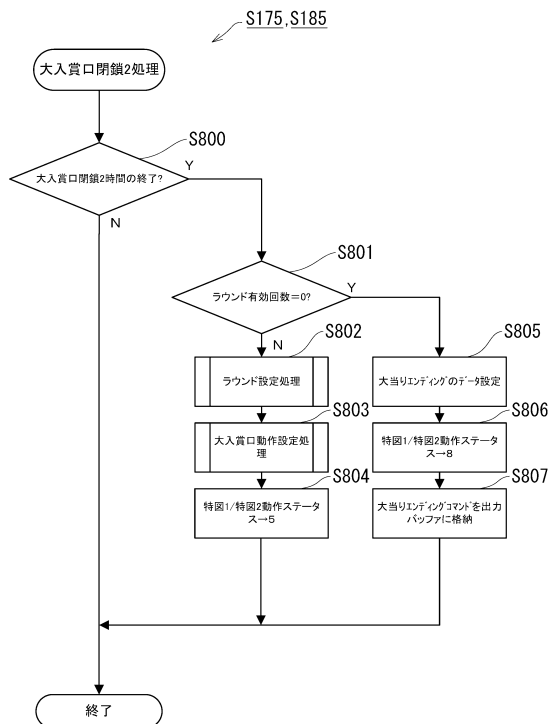 S175,S185
大入賞口閉鎖2処理
S800
大入賞口閉鎖2時間の終了?
Y
N
S801
ラウンド有効回数=0?
Y
N
S802
ラウンド設定処理
S803
大入賞口動作設定処
理
S804
特図1/特図2動作ステータ
ス→5
S805
大当りエンディングのデータ設定
S806
特図1/特図2動作ステータ
ス→8
S807
大当りエンディングコマンドを出力
バッファに格納
終了